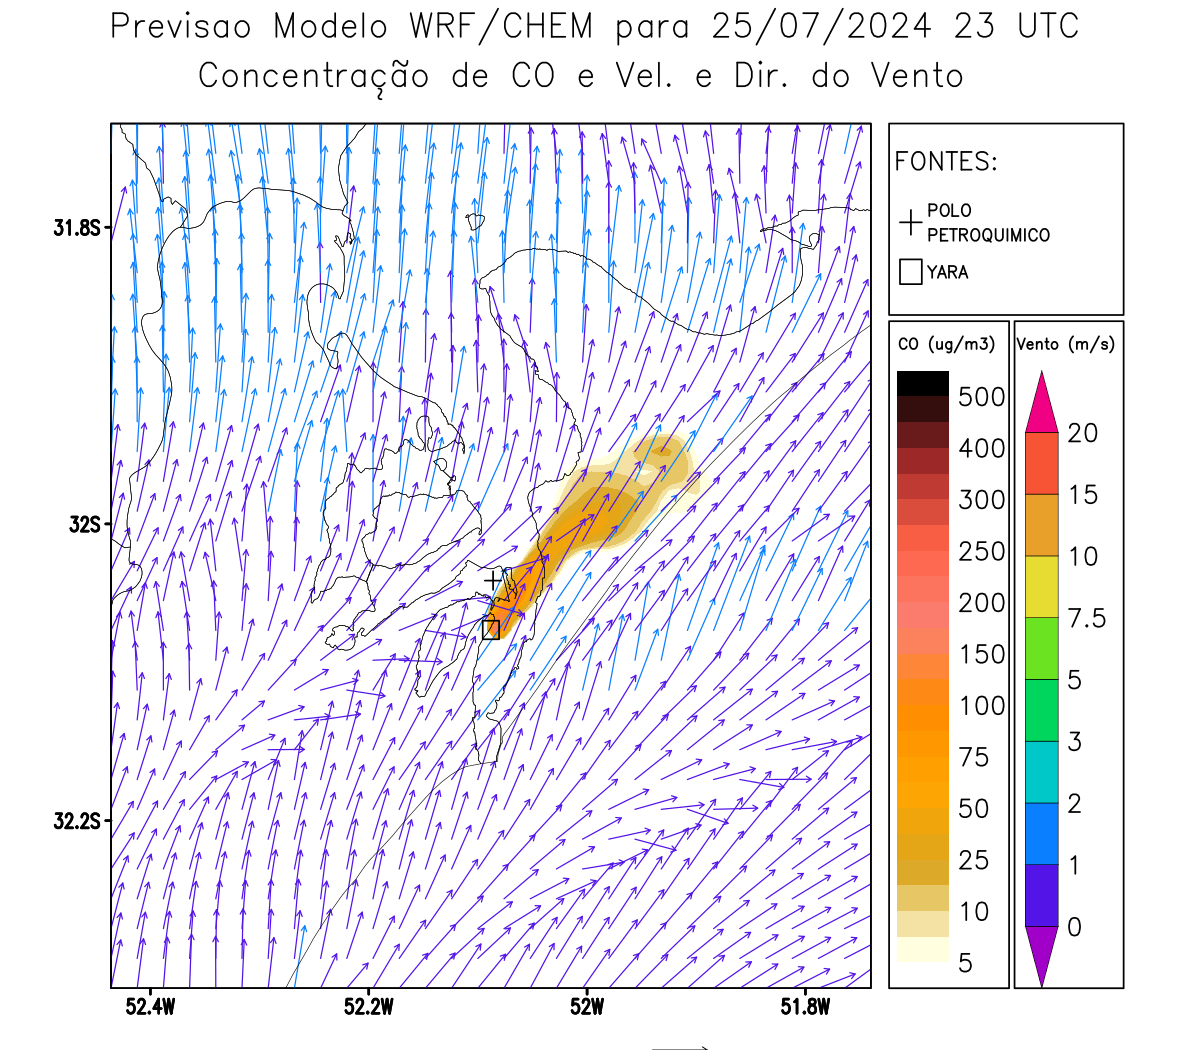 Previsao Modelo WRF/CHEM para 25/07/2024 23 UTC
Concentração de CO e Vel. e Dir. do Vento
FONTES:
POLO
PETROQUIMICO
YARA
CO (ug/m3)
500
400
300
250
200
150
100
75
50
25
10
5
Vento (m/s)
20
15
10
7.5
5
3
2
1
0
31.8S
32S
32.2S
52.4W
52.2W
52W
51.8W